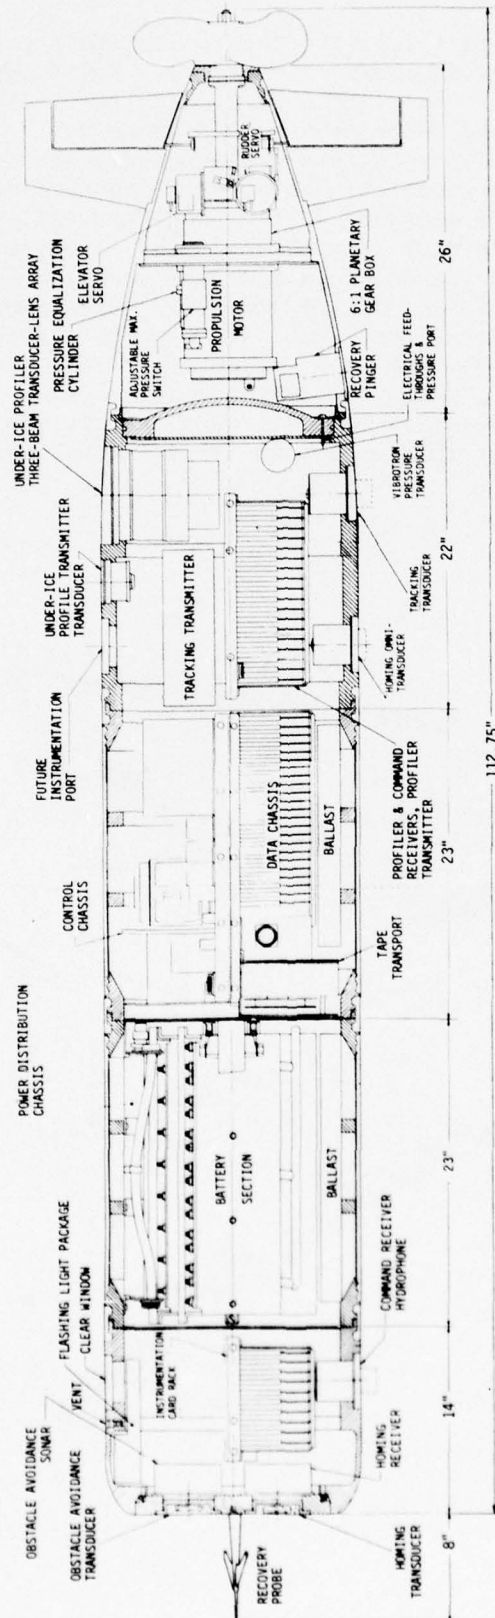 OBSTACLE AVOIDANCE
SONAR
OBSTACLE AVOIDANCE
TRANSDUCER
VENT
FLASHING LIGHT PACKAGE
CLEAR WINDOW
POWER DISTRIBUTION
CHASSIS
CONTROL
CHASSIS
FUTURE
INSTRUMENTATION
PORT
UNDER-ICE
PROFILE TRANSMITTER
TRANSDUCER
UNDER-ICE PROFILER
THREE-BEAM TRANSDUCER-LENS ARRAY
PRESSURE EQUALIZATION
CYLINDER
ELEVATOR
SERVO
ADJUSTABLE MAX.
PRESSURE
SWITCH
PROPULSION
MOTOR
RUDDER
SERVO
RECOVERY
PROBE
INSTRUMENTATION
CARD RACK
BATTERY
SECTION
BALLAST
DATA CHASSIS
BALLAST
TRACKING TRANSMITTER
HOMING
TRANSDUCER
HOMING
RECEIVER
COMMAND RECEIVER
HYDROPHONE
TAPE
TRANSPORT
PROFILER & COMMAND
RECEIVERS, PROFILER
TRANSMITTER
HOMING OMNI-
TRANSDUCER
TRACKING
TRANSDUCER
VIBROTRON
PRESSURE
TRANSDUCER
ELECTRICAL FEED-
THROUGHS &
PRESSURE PORT
RECOVERY
PINGER
6:1 PLANETARY
GEAR BOX
8"
14"
23"
23"
22"
26"
112.75"